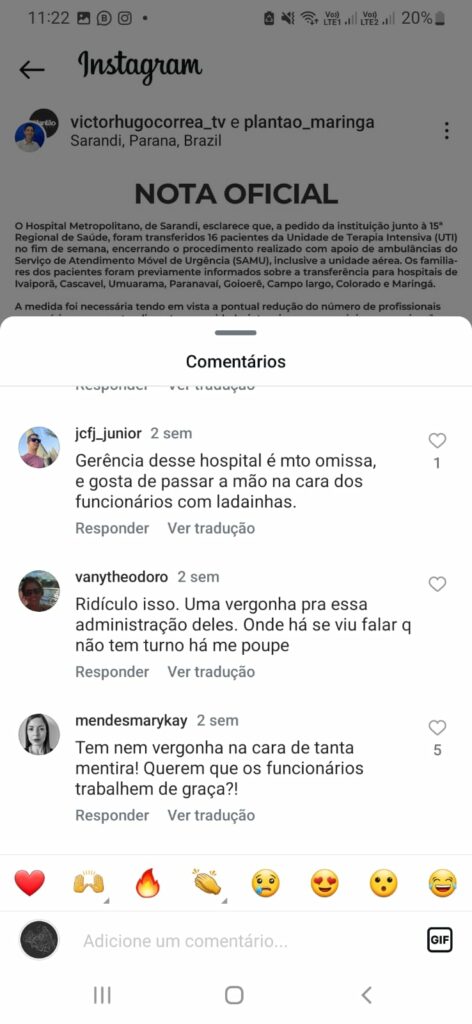 11:22
Vo))
LTE1
Vo))
LTE2
20%
Instagram
victorhugocorrea_tv e plantao_maringa
Sarandi, Parana, Brazil
NOTA OFICIAL
O Hospital Metropolitano, de Sarandi, esclarece que, a pedido da instituição junto à 15ª
Regional de Saúde, foram transferidos 16 pacientes da Unidade de Terapia Intensiva (UTI)
no fim de semana, encerrando o procedimento realizado com apoio de ambulâncias do
Serviço de Atendimento Móvel de Urgência (SAMU), inclusive a unidade aérea. Os familia-
res dos pacientes foram previamente informados sobre a transferência para hospitais de
Ivaiporã, Cascavel, Umuarama, Paranavaí, Goioerê, Campo largo, Colorado e Maringá.
A medida foi necessária tendo em vista a pontual redução do número de profissionais
Comentários
Responder Ver tradução
jcfj_junior 2 sem
Gerência desse hospital é mto omissa,
e gosta de passar a mão na cara dos
funcionários com ladainhas.
1
Responder Ver tradução
vanytheodoro 2 sem
Ridículo isso. Uma vergonha pra essa
administração deles. Onde há se viu falar q
não tem turno há me poupe
Responder Ver tradução
mendesmarykay 2 sem
Tem nem vergonha na cara de tanta
mentira! Querem que os funcionários
trabalhem de graça?!
5
Responder Ver tradução
Adicione um comentário...
GIF